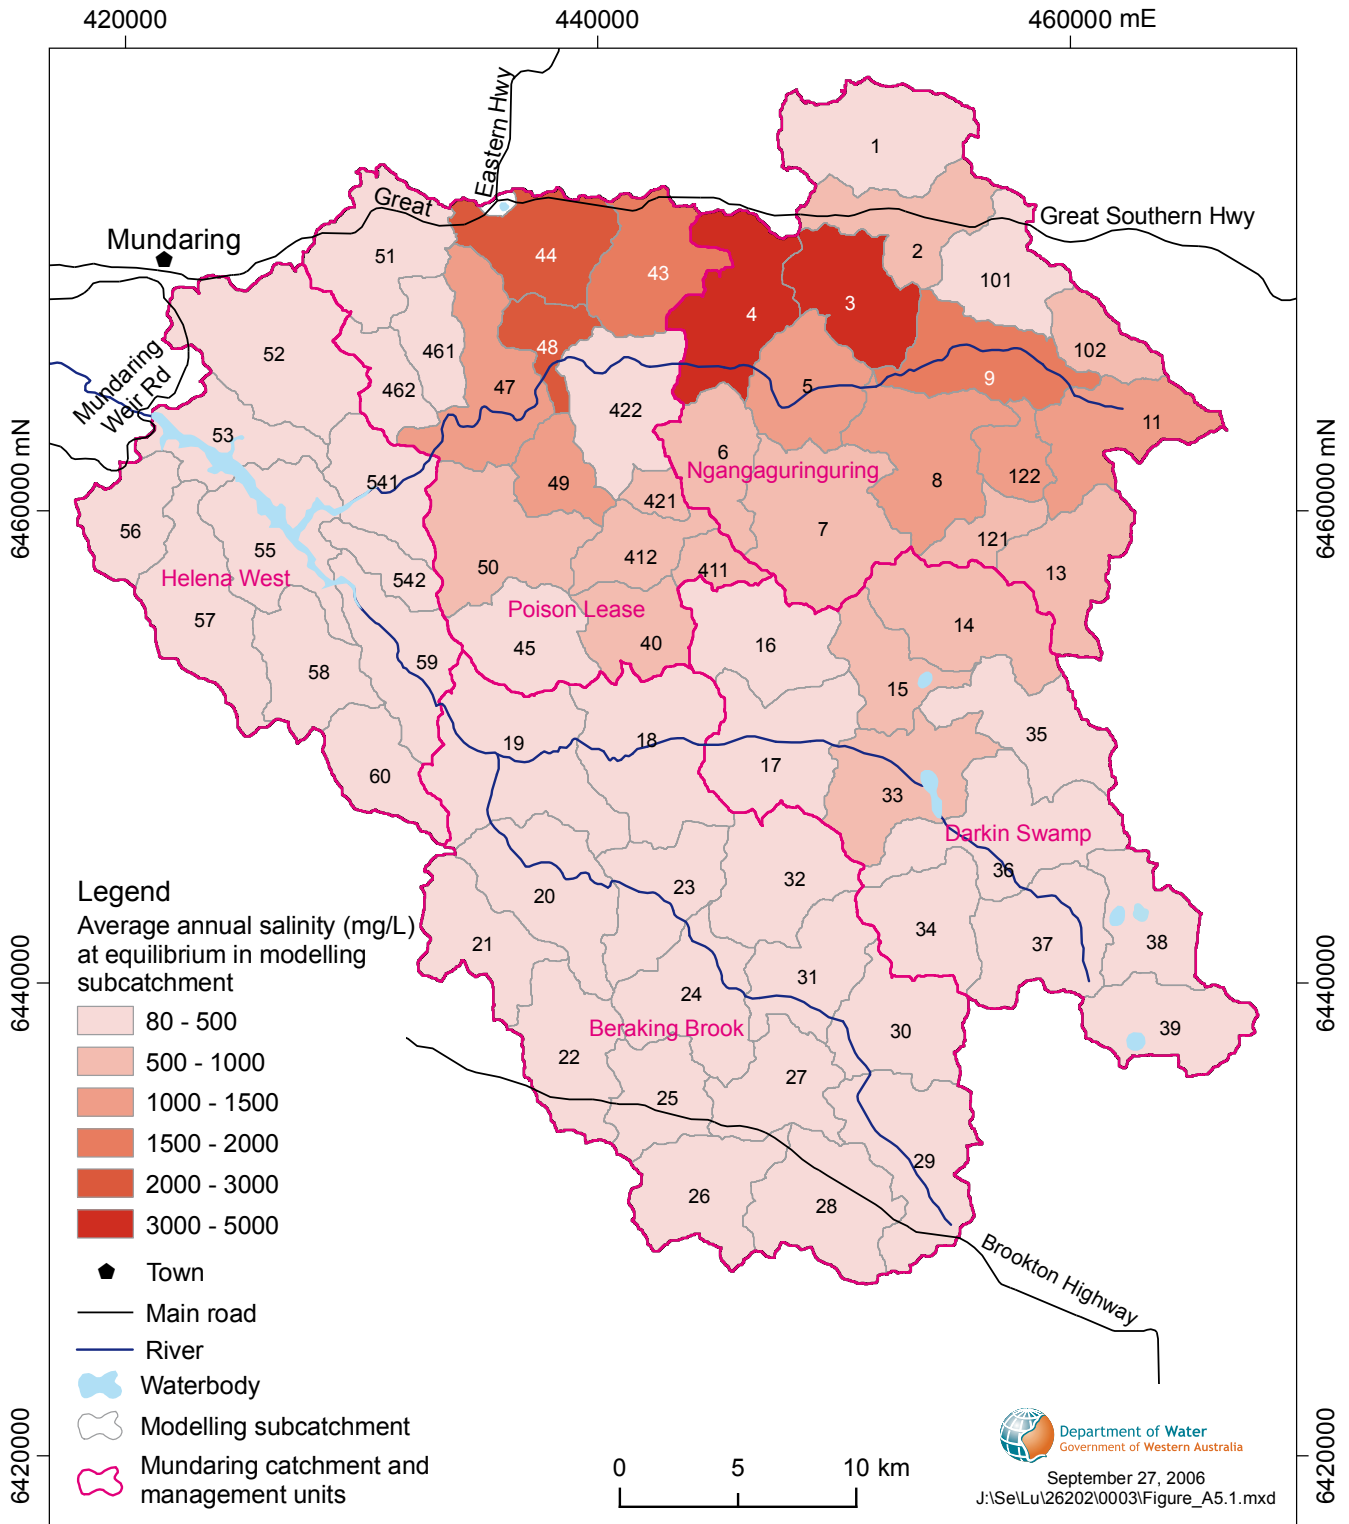 420000
440000
460000 mE
Eastern Hwy
1
Great
Great Southern Hwy
Mundaring
51
44
43
2
101
4
3
52
461
48
102
462
47
5
9
Mundaring
Weir Rd
422
11
53
6
Ngangaguringuring
541
49
421
8
122
6460000 mN
6460000 mN
56
55
7
121
412
411
13
50
542
Helena West
Poison Lease
57
14
45
40
16
59
58
15
19
18
35
17
60
33
Darkin Swamp
36
32
23
20
34
37
38
21
31
24
Beraking Brook
30
39
22
27
25
29
26
28
6440000
6440000
Legend
Average annual salinity (mg/L)
at equilibrium in modelling
subcatchment
80 - 500
500 - 1000
1000 - 1500
1500 - 2000
2000 - 3000
3000 - 5000
Town
Main road
River
Waterbody
Modelling subcatchment
Mundaring catchment and
management units
Brookton Highway
6420000
6420000
0 5 10 km
Department of Water
Government of Western Australia
September 27, 2006
J:\Se\Lu\26202\0003\Figure_A5.1.mxd